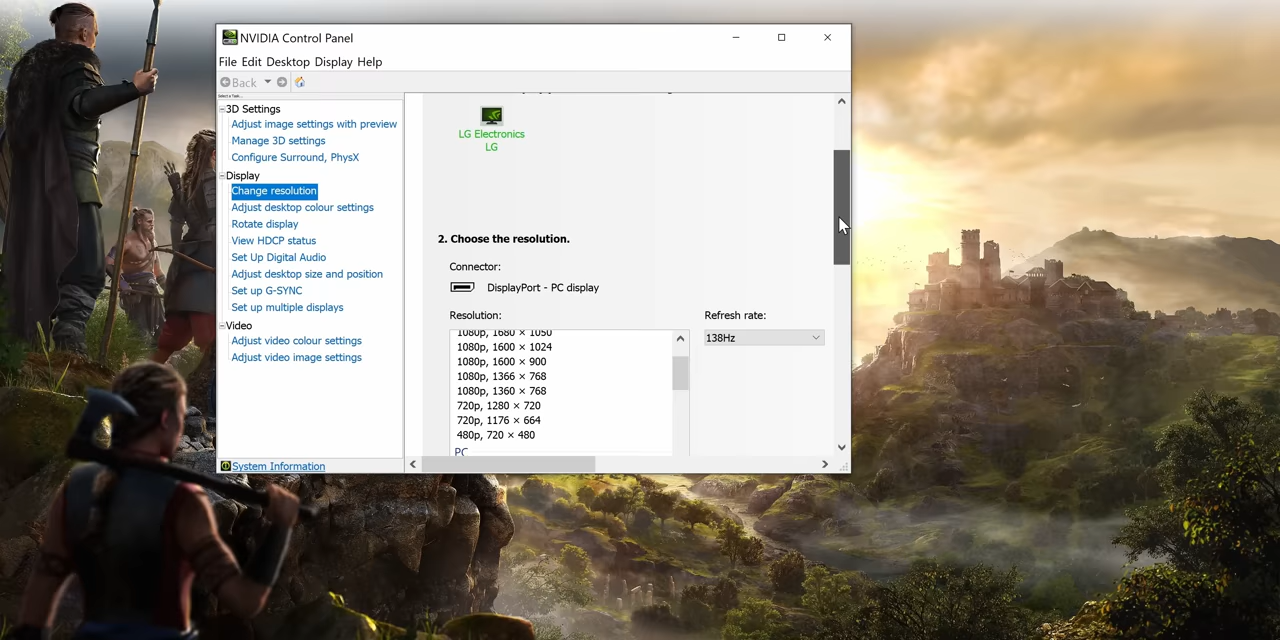 NVIDIA Control Panel
File Edit Desktop Display Help
Back
3D Settings
Adjust image settings with preview
Manage 3D settings
Configure Surround, PhysX
Display
Change resolution
Adjust desktop colour settings
Rotate display
View HDCP status
Set Up Digital Audio
Adjust desktop size and position
Set up G-SYNC
Set up multiple displays
Video
Adjust video colour settings
Adjust video image settings
System Information
LG Electronics
LG
2. Choose the resolution.
Connector:
DisplayPort - PC display
Resolution:
1080p, 1680 × 1050
1080p, 1600 × 1024
1080p, 1600 × 900
1080p, 1366 × 768
1080p, 1360 × 768
720p, 1280 × 720
720p, 1176 × 664
480p, 720 × 480
PC
Refresh rate:
138Hz